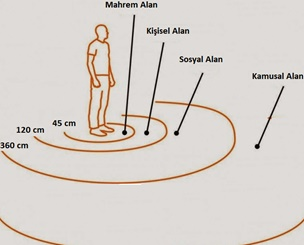 Mahrem Alan
Kişisel Alan
Sosyal Alan
Kamusal Alan
45 cm
120 cm
360 cm